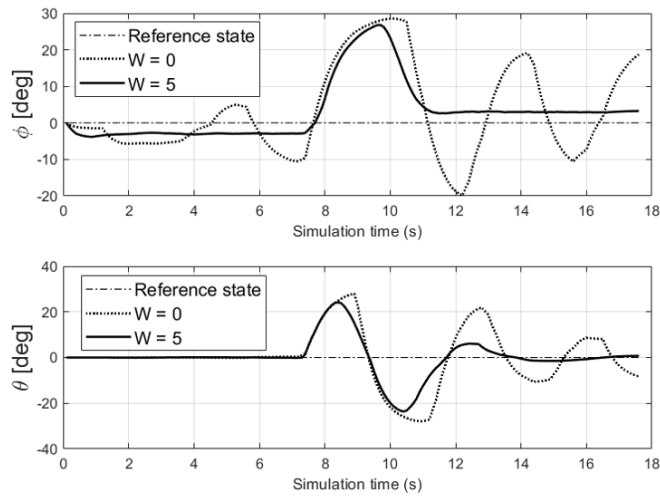 30
20
10
0
-10
-20
ϕ [deg]
Reference state
W = 0
W = 5
0 2 4 6 8 10 12 14 16 18
Simulation time (s)
40
20
0
-20
-40
θ [deg]
Reference state
W = 0
W = 5
0 2 4 6 8 10 12 14 16 18
Simulation time (s)